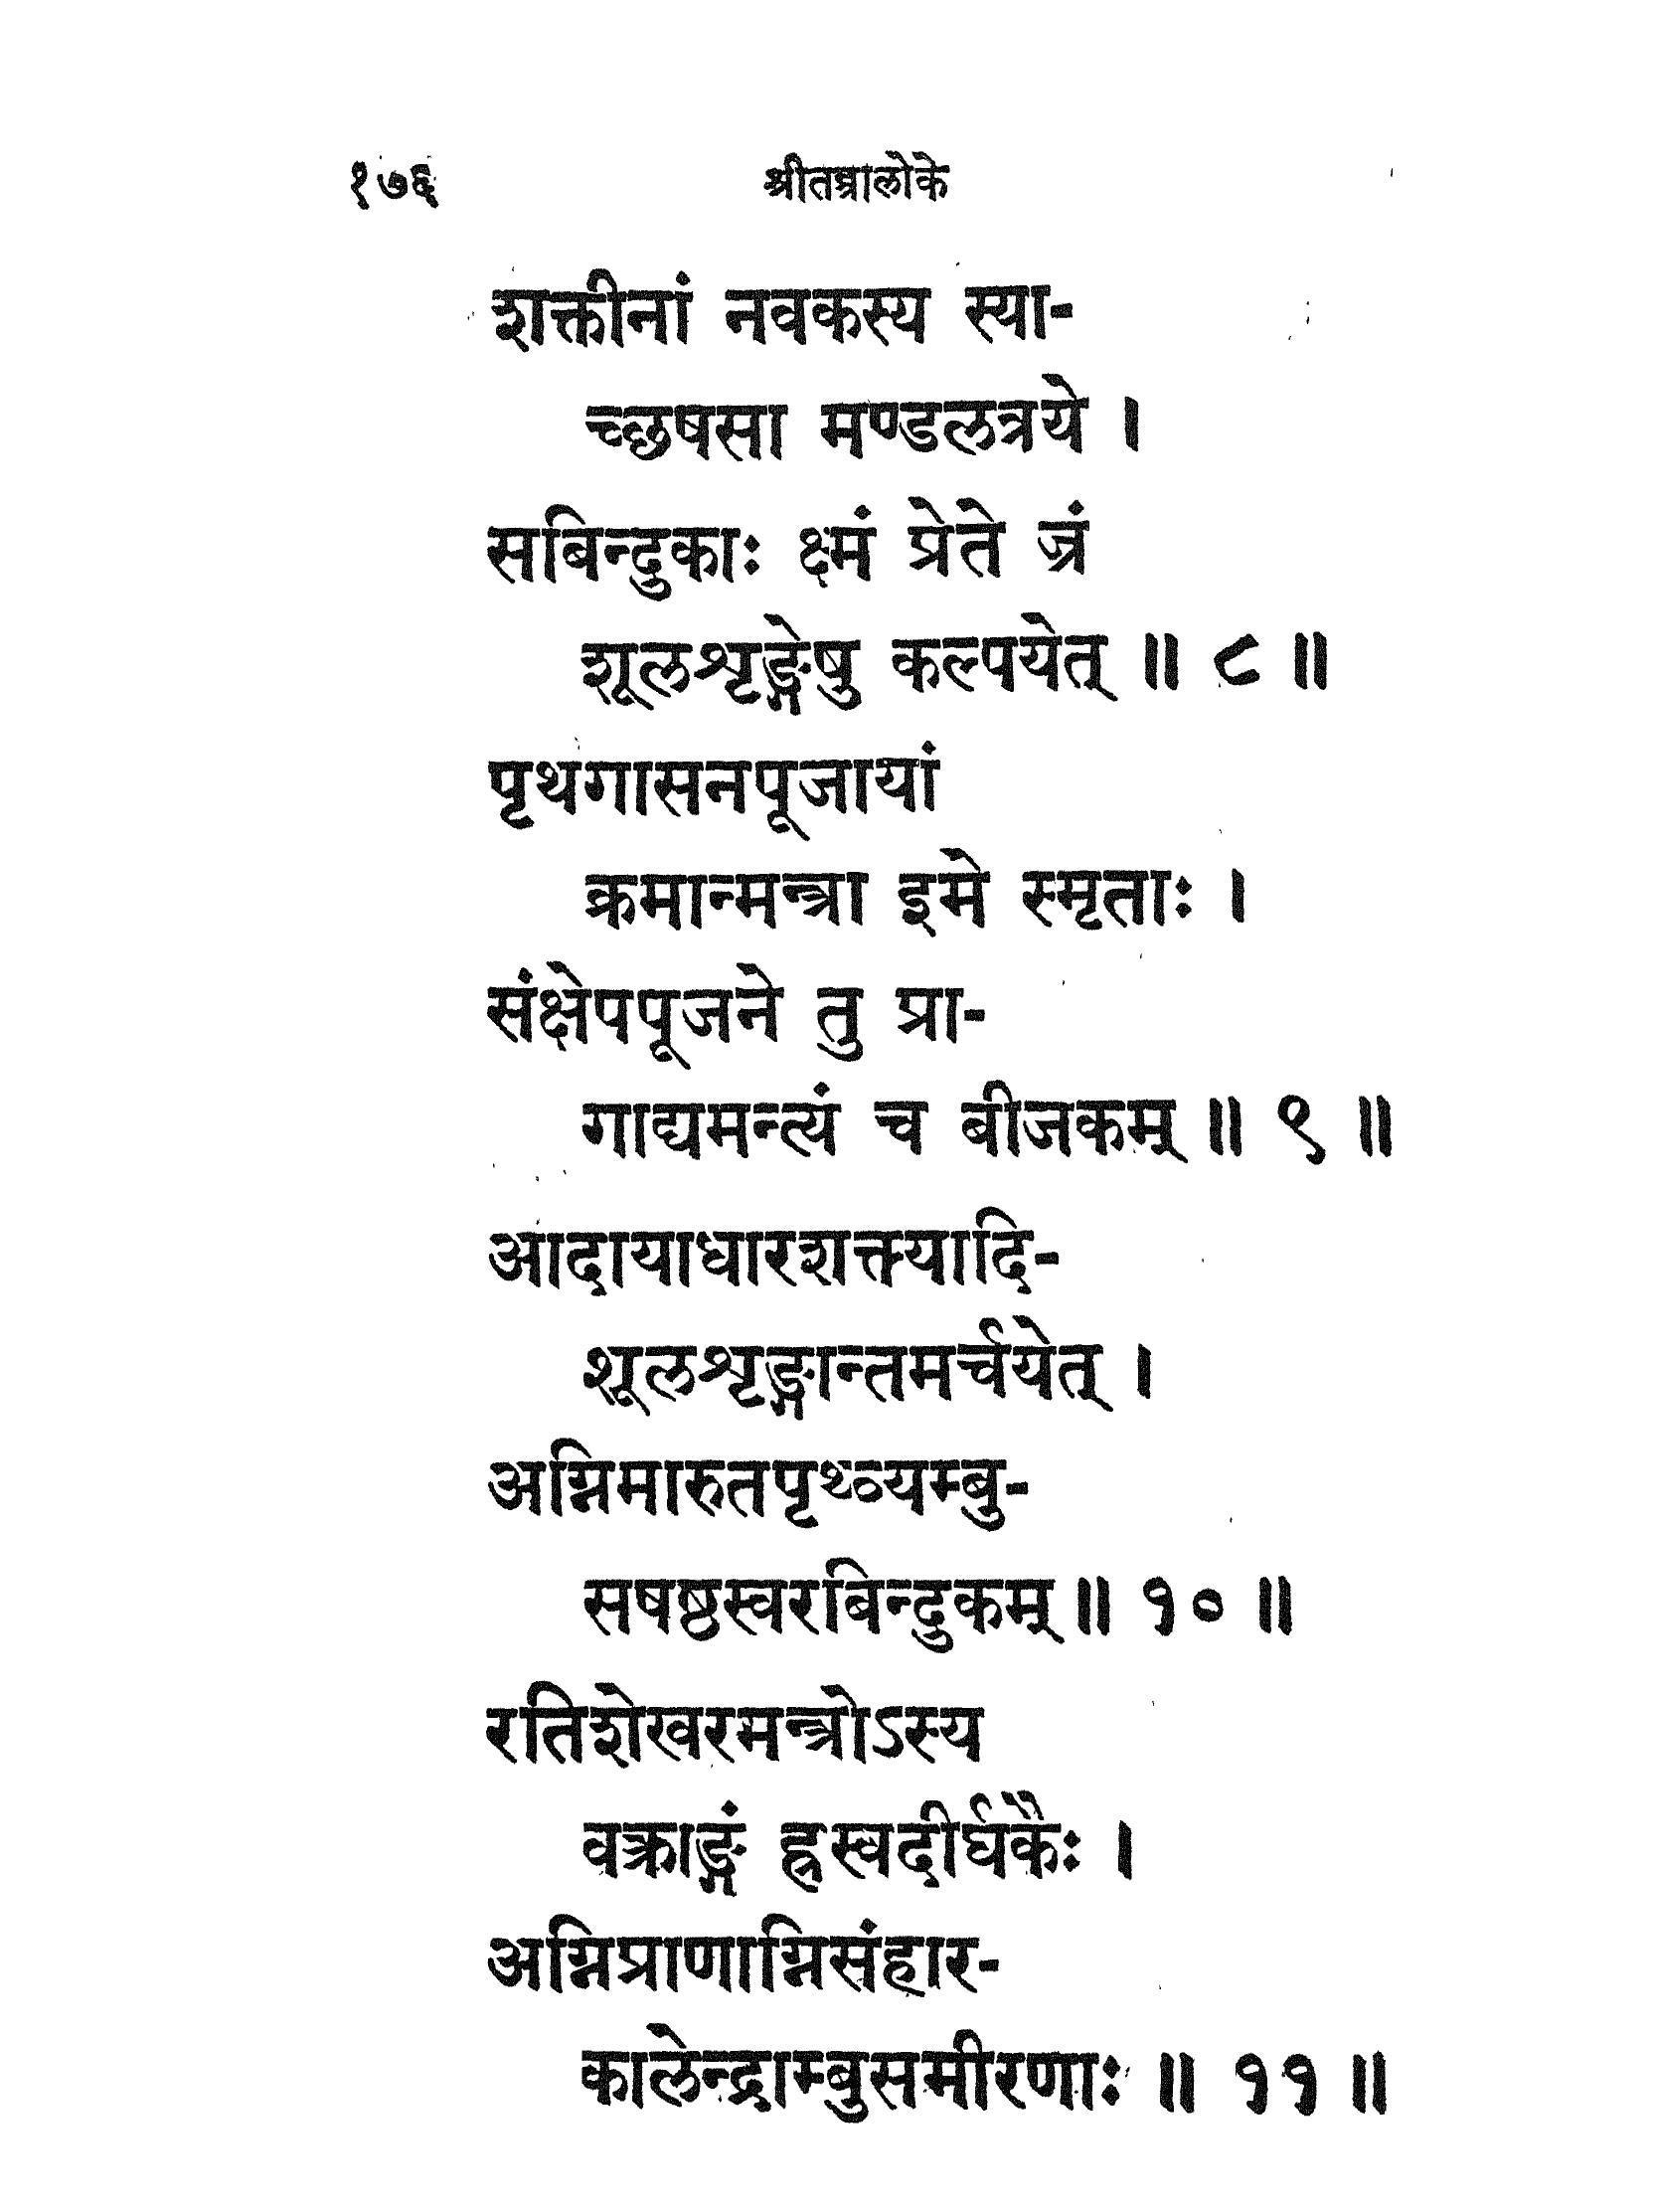 १७६ श्रीतन्त्रालोके
शक्तीनां नवकस्य स्या-
च्छषसा मण्डलत्रये ।
सबिन्दुकाः क्ष्मं प्रेते ज्रं
शूलशृङ्गेषु कल्पयेत् ॥ ८ ॥
पृथगासनपूजायां
क्रमान्मन्त्रा इमे स्मृताः ।
संक्षेपपूजने तु प्रा-
गाद्यमन्त्यं च बीजकम् ॥ ९ ॥
आदायाधारशक्त्यादि-
शूलशृङ्गान्तमर्चयेत् ।
अग्निमारुतपृथ्व्यम्बु-
सषष्ठस्वरबिन्दुकम् ॥ १० ॥
रतिशेखरमन्त्रोऽस्य
वक्राङ्गं ह्रस्वदीर्घकैः ।
अग्निप्राणाग्निसंहार-
कालेन्द्राम्बुसमीरणाः ॥ ११ ॥